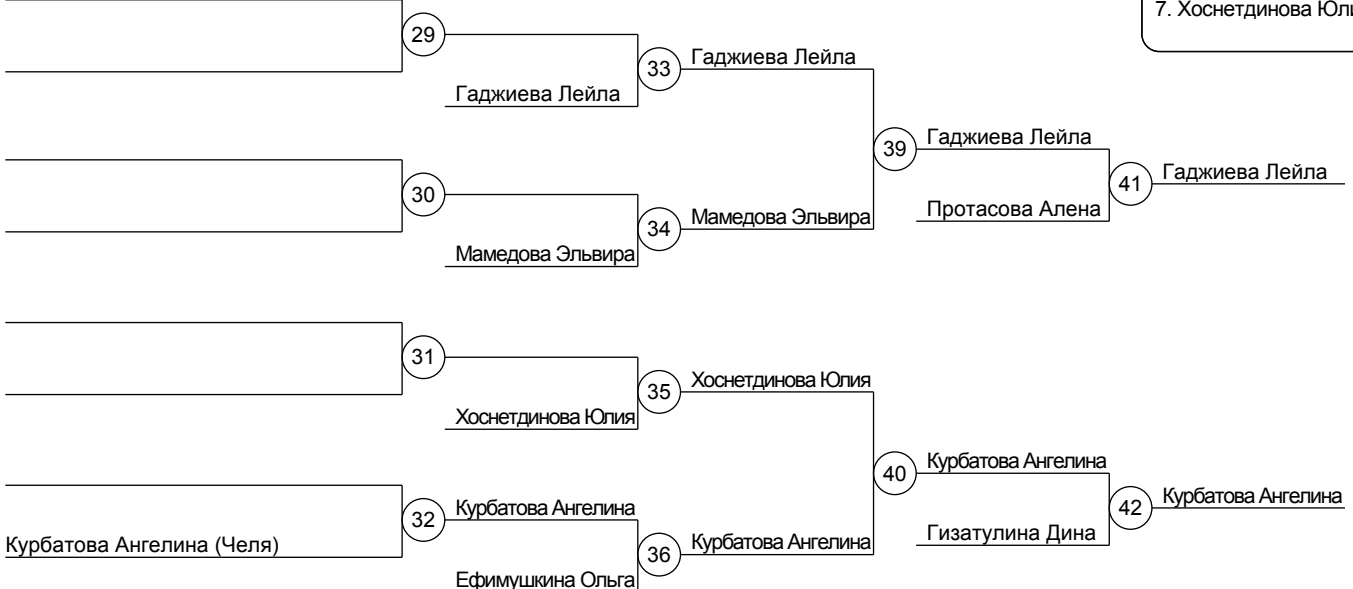 7. Хоснетдинова
29
33
Гаджиева Лейла
Гаджиева Лейла
39
Гаджиева Лейла
41
Гаджиева Лейла
30
34
Мамедова Эльвира
Протасова Алена
Мамедова Эльвира
31
35
Хоснетдинова Юлия
Хоснетдинова Юлия
40
Курбатова Ангелина
42
Курбатова Ангелина
32
Курбатова Ангелина
Гизатулина Дина
Курбатова Ангелина (Челя)
36
Курбатова Ангелина
Ефимушкина Ольга